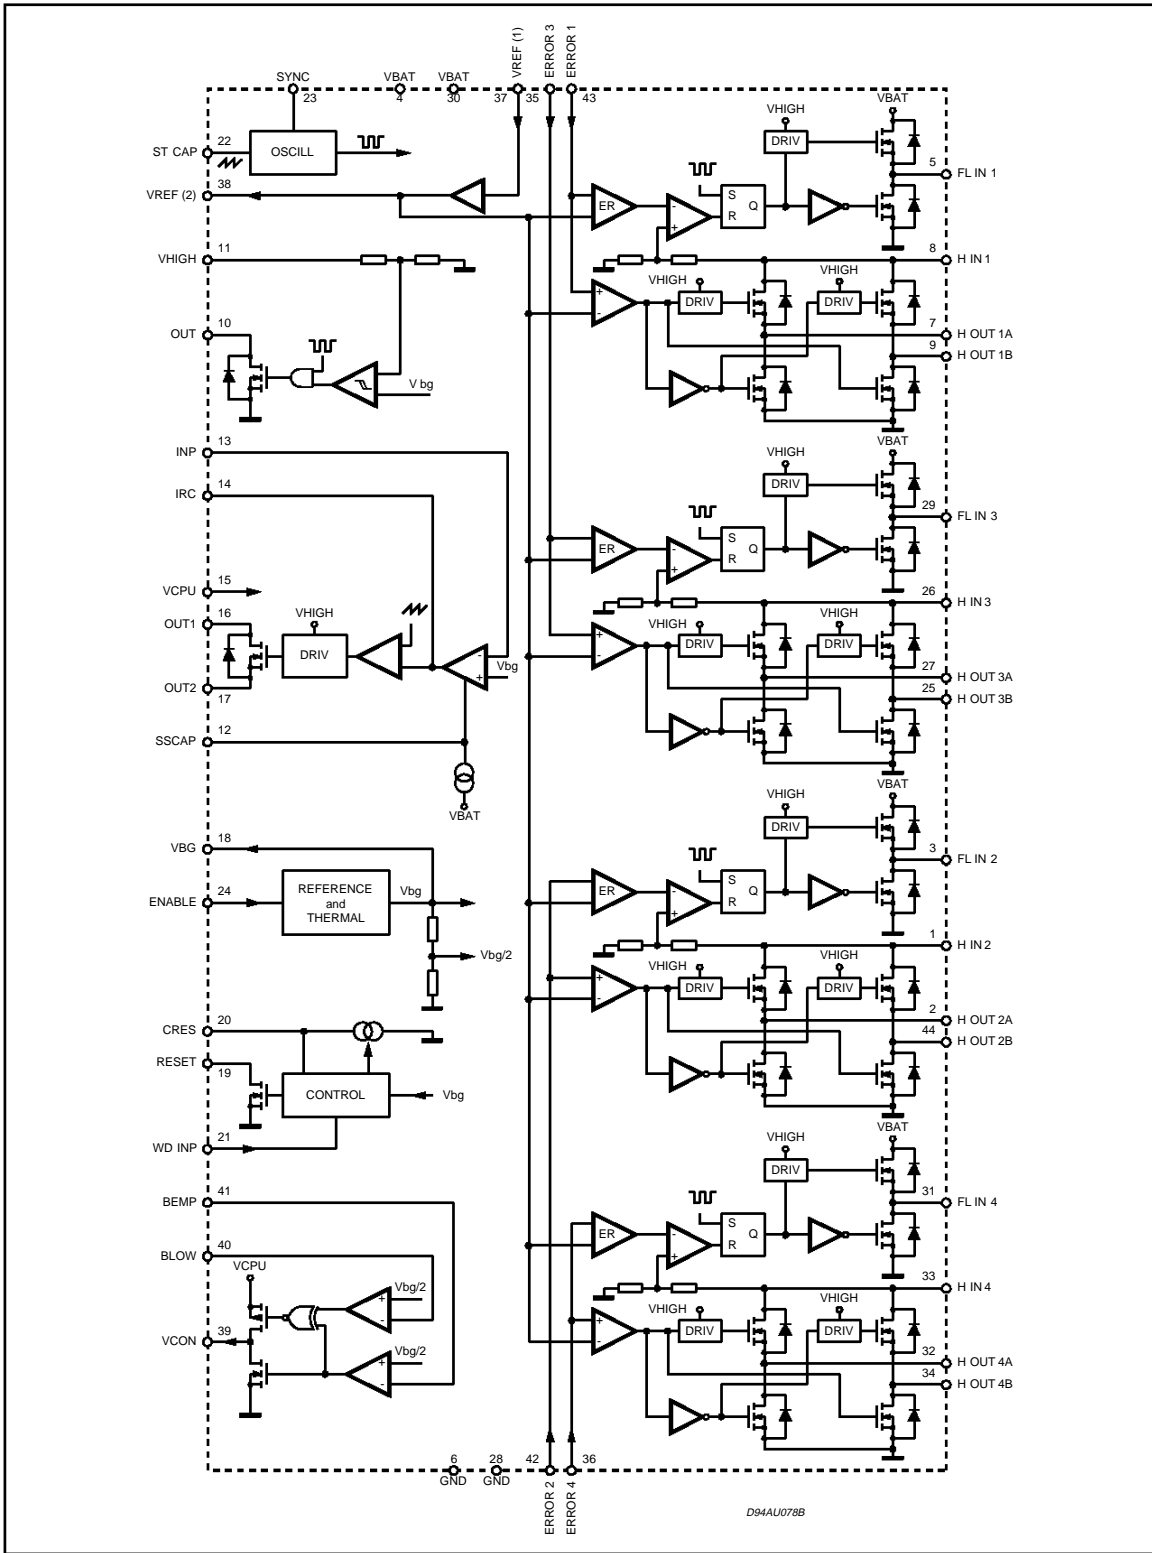 VREF (1)
ERROR 3
ERROR 1
SYNC
23
VBAT
4
VBAT
30
37
35
43
ST CAP
22
OSCILL
VREF (2)
38
VHIGH
11
OUT
10
V bg
INP
13
IRC
14
VCPU
15
OUT1
16
VHIGH
DRIV
-
+
Vbg
OUT2
17
SSCAP
12
VBAT
VBG
18
ENABLE
24
REFERENCE
and
THERMAL
Vbg
Vbg/2
CRES
20
RESET
19
CONTROL
Vbg
WD INP
21
BEMP
41
BLOW
40
VCPU
+
-
Vbg/2
VCON
39
+
-
Vbg/2
VHIGH
DRIV
VBAT
5
FL IN 1
ER
-
+
S
R
Q
8
H IN 1
+
-
VHIGH
DRIV
VHIGH
DRIV
7
H OUT 1A
9
H OUT 1B
VHIGH
DRIV
VBAT
29
FL IN 3
ER
-
+
S
R
Q
26
H IN 3
+
-
VHIGH
DRIV
VHIGH
DRIV
27
H OUT 3A
25
H OUT 3B
VHIGH
DRIV
VBAT
3
FL IN 2
ER
-
+
S
R
Q
1
H IN 2
+
-
VHIGH
DRIV
VHIGH
DRIV
2
H OUT 2A
44
H OUT 2B
VHIGH
DRIV
VBAT
31
FL IN 4
ER
-
+
S
R
Q
33
H IN 4
+
-
VHIGH
DRIV
VHIGH
DRIV
32
H OUT 4A
34
H OUT 4B
6
GND
28
GND
42
ERROR 2
36
ERROR 4
D94AU078B